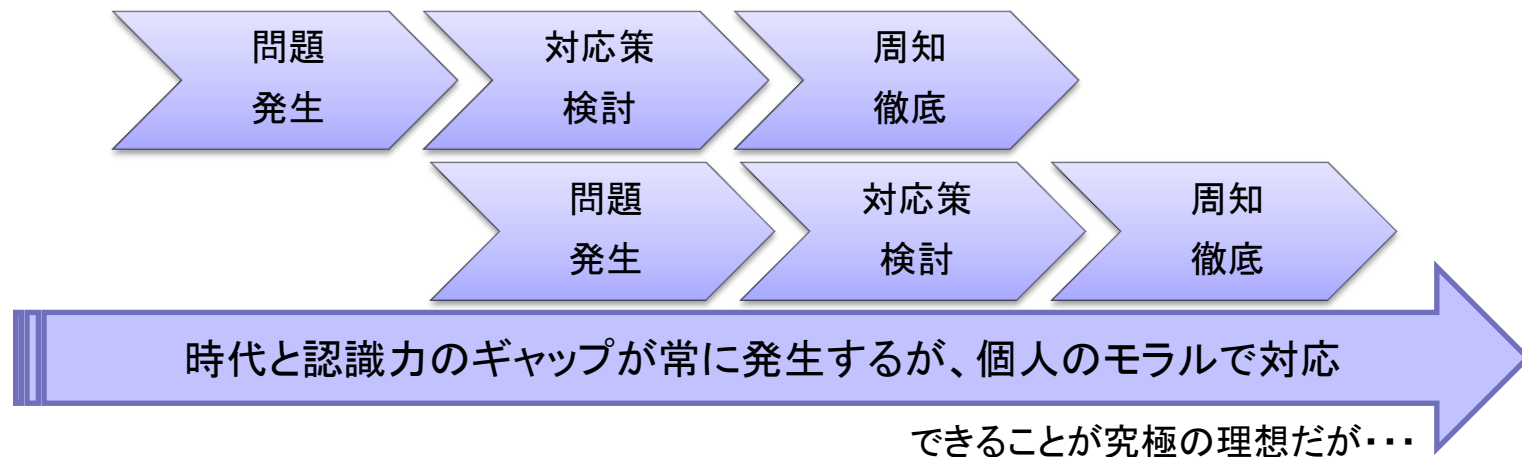 問題
発生
対応策
検討
周知
徹底
問題
発生
対応策
検討
周知
徹底
時代と認識力のギャップが常に発生するが、個人のモラルで対応
できることが究極の理想だが・・・